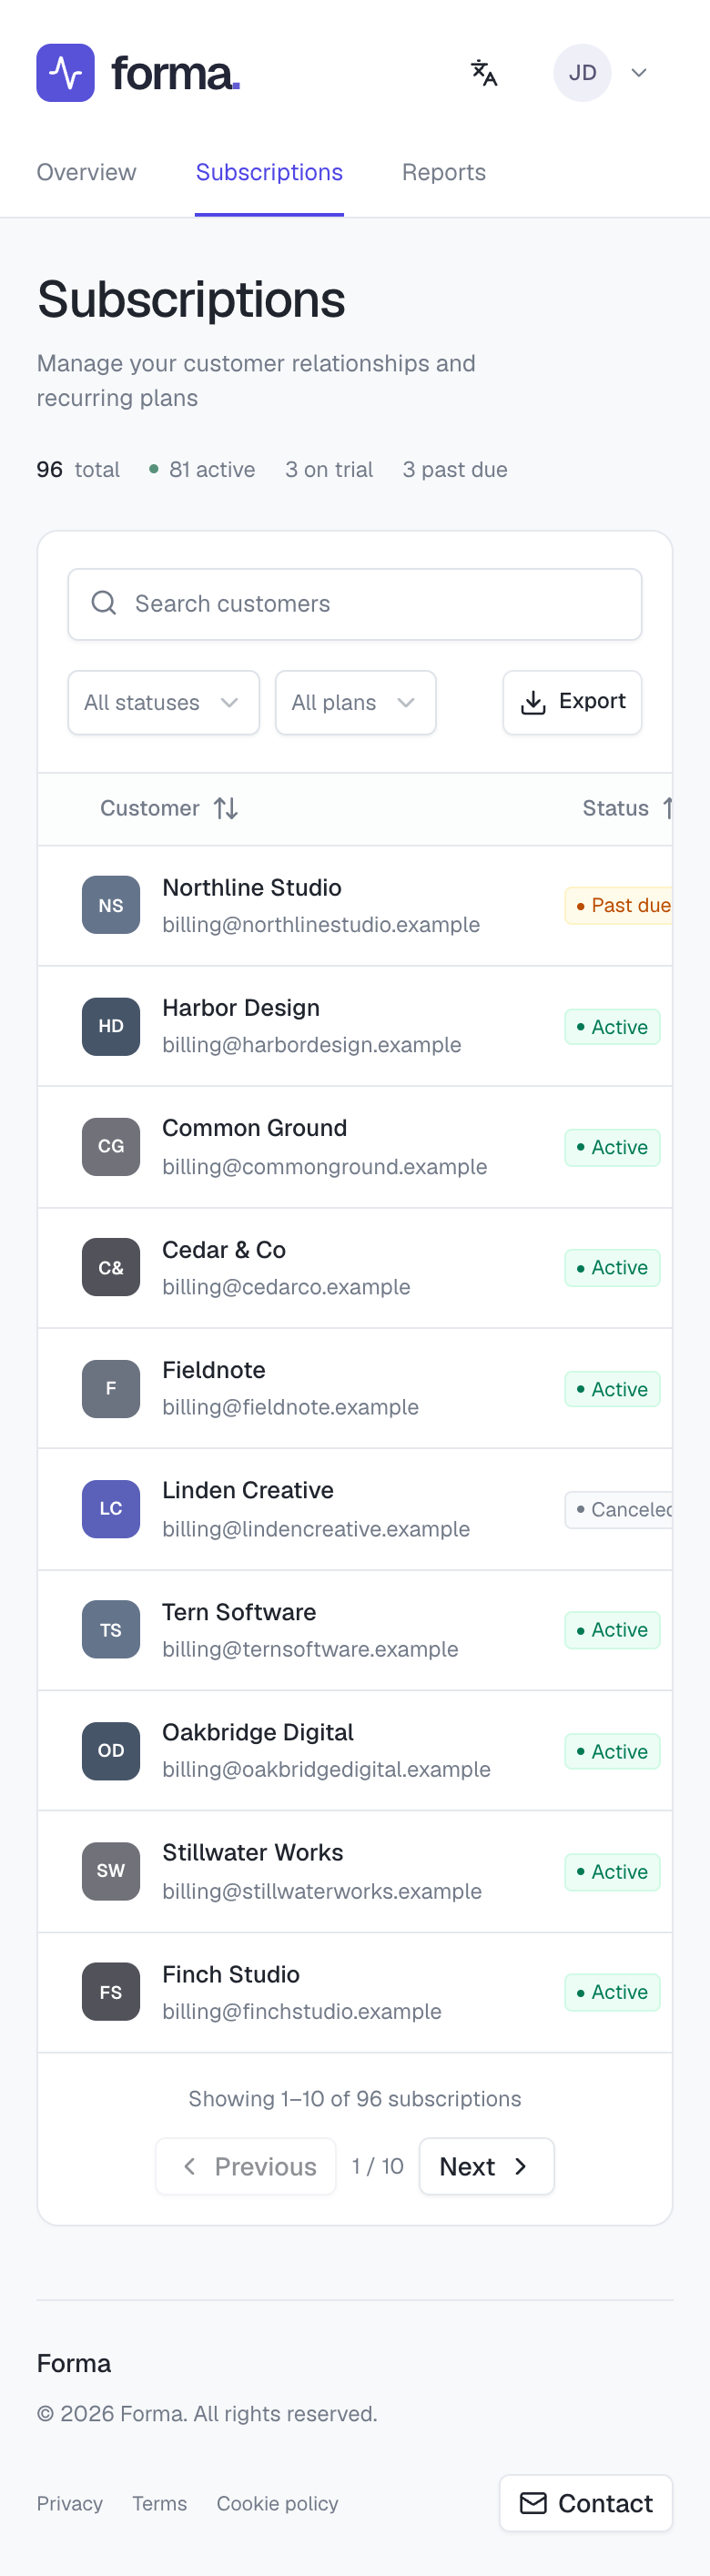 forma.
JD
Overview Subscriptions Reports
Subscriptions
Manage your customer relationships and
recurring plans
96 total 81 active 3 on trial 3 past due
Search customers
All statuses All plans Export
Customer Status
NS Northline Studio
billing@northlinestudio.example
Past due
HD Harbor Design
billing@harbordesign.example
Active
CG Common Ground
billing@commonground.example
Active
C& Cedar & Co
billing@cedarco.example
Active
F Fieldnote
billing@fieldnote.example
Active
LC Linden Creative
billing@lindencreative.example
Canceled
TS Tern Software
billing@ternsoftware.example
Active
OD Oakbridge Digital
billing@oakbridgedigital.example
Active
SW Stillwater Works
billing@stillwaterworks.example
Active
FS Finch Studio
billing@finchstudio.example
Active
Showing 1–10 of 96 subscriptions
Previous 1 / 10 Next
Forma
© 2026 Forma. All rights reserved.
Privacy Terms Cookie policy Contact